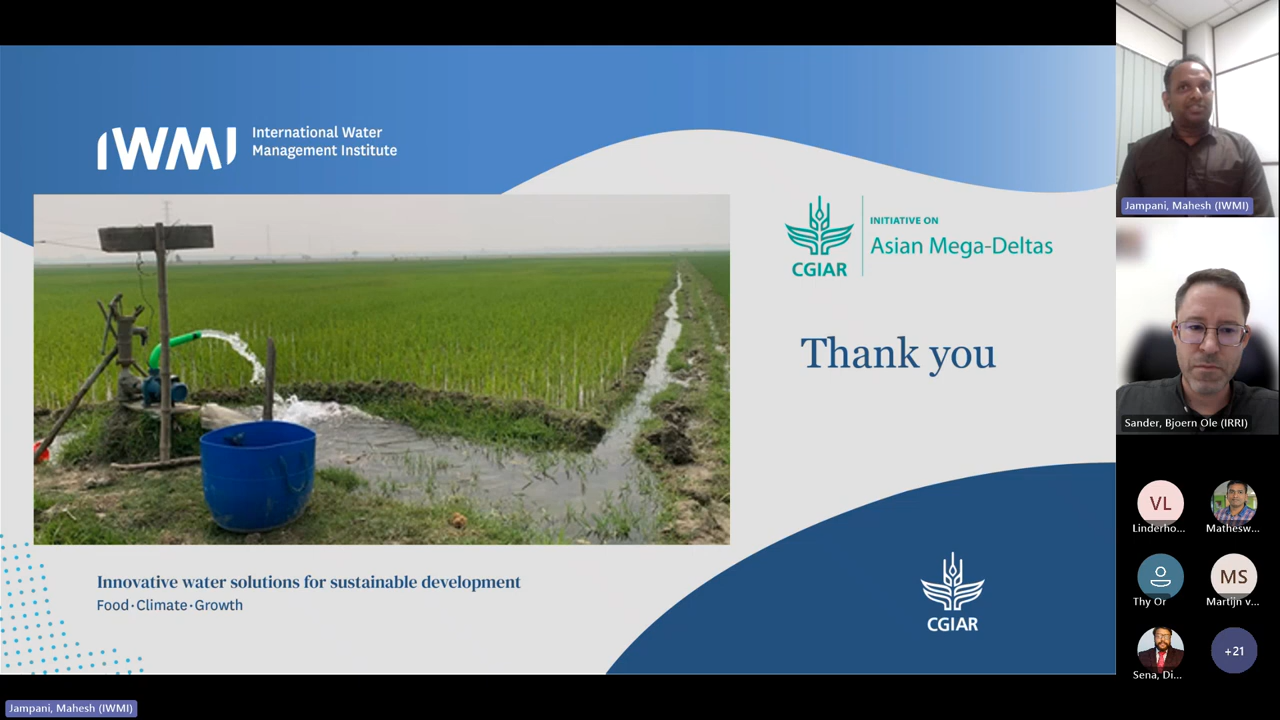 IWMI
International Water
Management Institute
CGIAR
INITIATIVE ON
Asian Mega-Deltas
Thank you
Innovative water solutions for sustainable development
Food·Climate·Growth
CGIAR
Jampani, Mahesh (IWMI)
Sander, Bjoern Ole (IRRI)
VL
Linderho...
Mathesw...
Thy Or
MS
Martijn v...
Sena, Di...
+21
Jampani, Mahesh (IWMI)